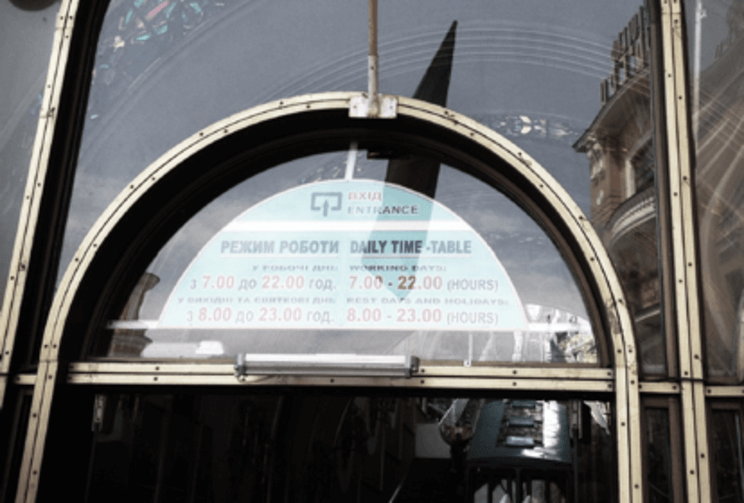 ВХІД
ENTRANCE
РЕЖИМ РОБОТИ DAILY TIME-TABLE
У РОБОЧІ ДНІ: WORKING DAYS:
З 7.00 ДО 22.00 ГОД. 7.00 - 22.00 (HOURS)
У ВИХІДНІ ТА СВЯТКОВІ ДНІ: REST DAYS AND HOLIDAYS:
З 8.00 ДО 23.00 ГОД. 8.00 - 23.00 (HOURS)